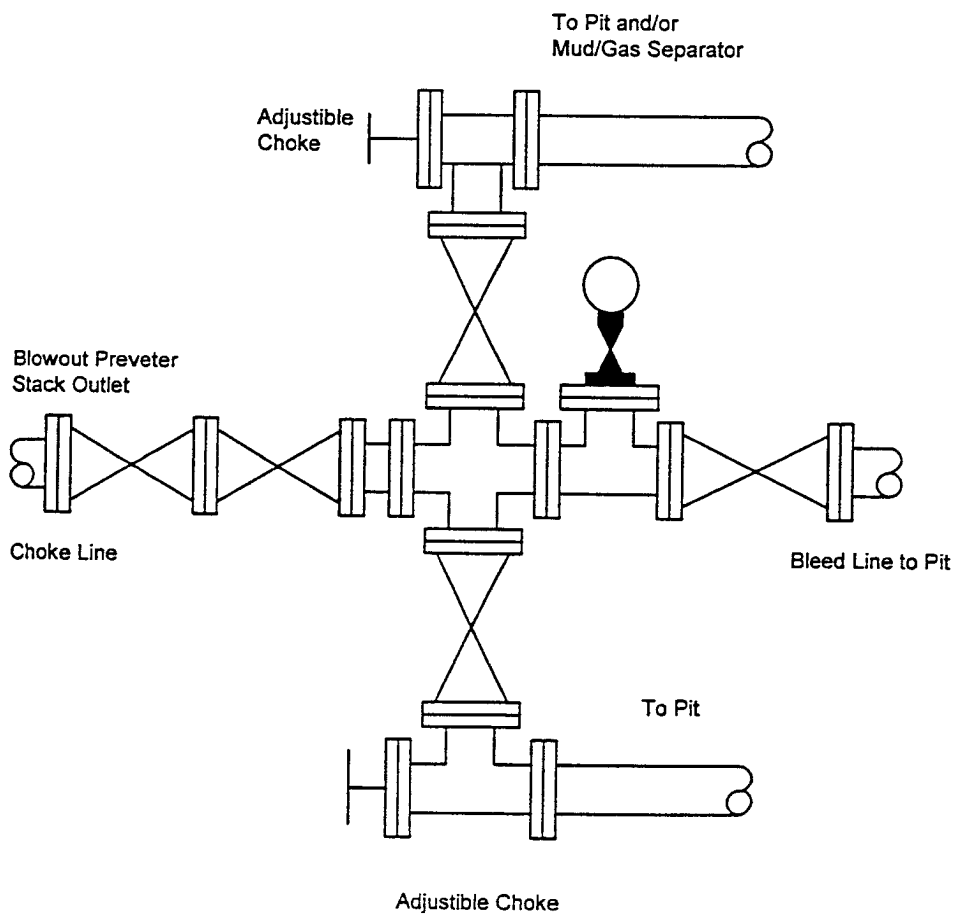 To Pit and/or
Mud/Gas Separator
Adjustible
Choke
Blowout Preveter
Stack Outlet
Choke Line
Bleed Line to Pit
To Pit
Adjustible Choke